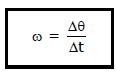 ω = Δθ / Δt